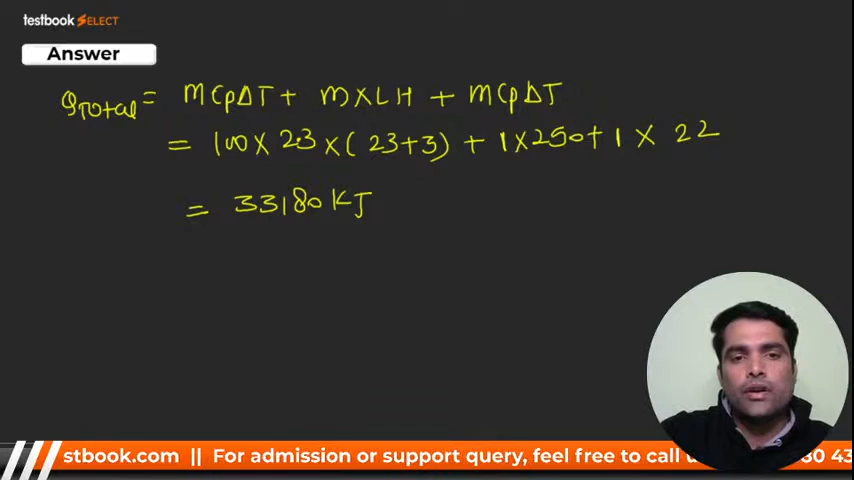 testbook SELECT
Answer
QTotal = MCpΔT + mXLH + MCpΔT
= 100 × 23 × ( 23+3) + 1×250+ 1 × 22
= 33180 KJ
stbook.com || For admission or support query, feel free to call u 80 43